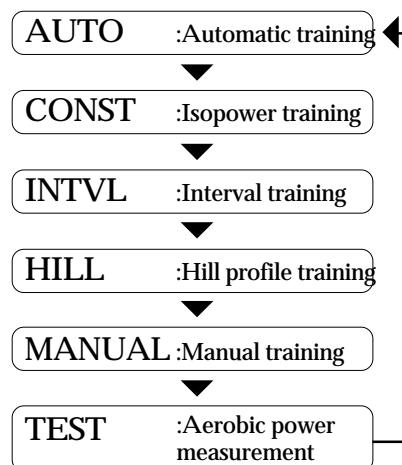 AUTO :Automatic training
CONST :Isopower training
INTVL :Interval training
HILL :Hill profile training
MANUAL :Manual training
TEST :Aerobic power
measurement